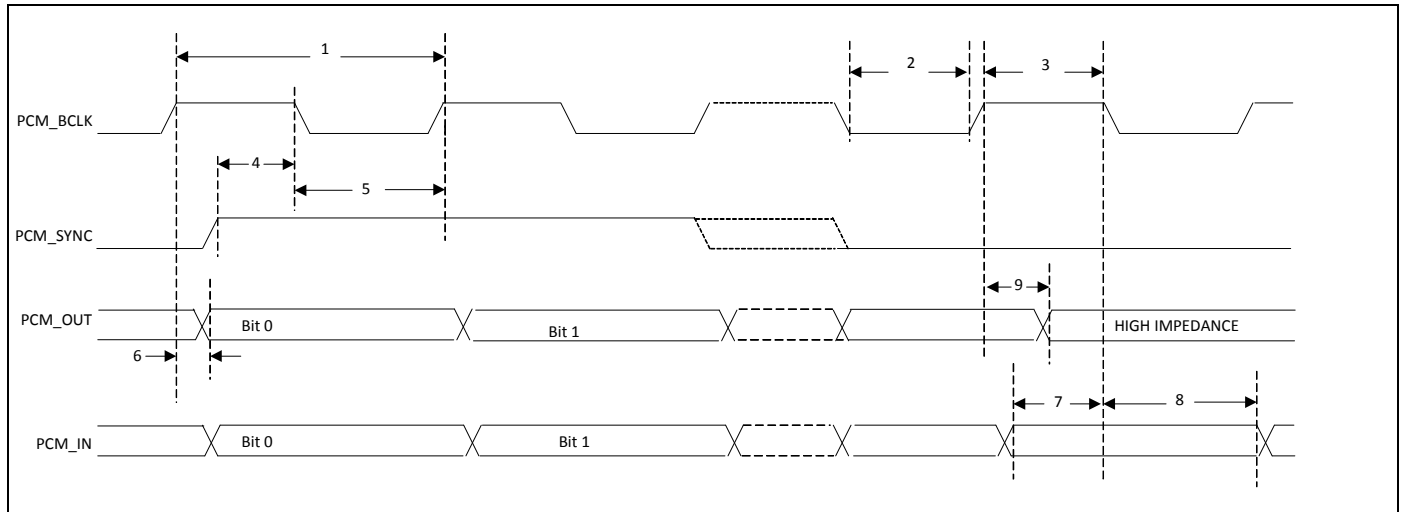 1
2
3
PCM_BCLK
4
5
PCM_SYNC
9
PCM_OUT
Bit 0
Bit 1
HIGH IMPEDANCE
6
7
8
PCM_IN
Bit 0
Bit 1